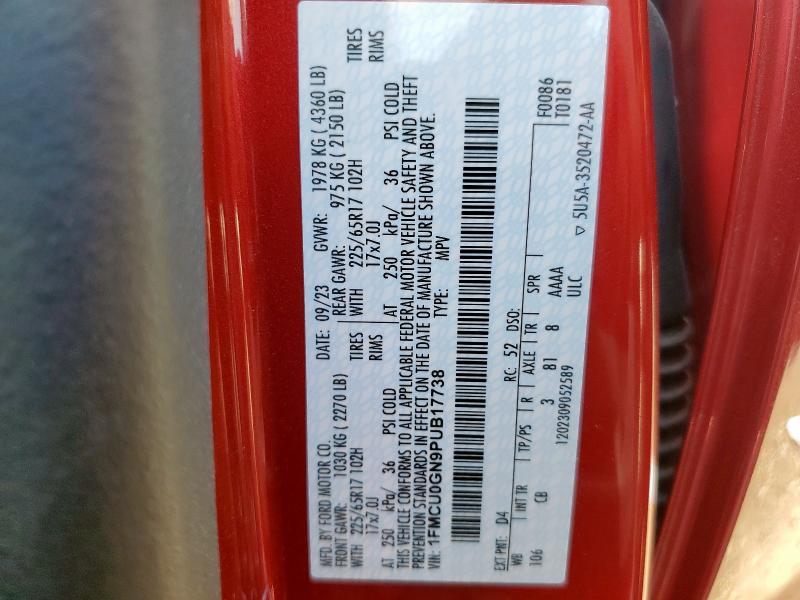 MFD. BY FORD MOTOR CO.
DATE: 09/23 GVWR: 1978 KG ( 4360 LB)
FRONT GAWR: 1030 KG ( 2270 LB) REAR GAWR: 975 KG ( 2150 LB)
WITH 225/65R17 102H TIRES WITH 225/65R17 102H TIRES
17x7.0J RIMS 17x7.0J RIMS
AT 250 kPa/ 36 PSI COLD AT 250 kPa/ 36 PSI COLD
THIS VEHICLE CONFORMS TO ALL APPLICABLE FEDERAL MOTOR VEHICLE SAFETY AND THEFT
PREVENTION STANDARDS IN EFFECT ON THE DATE OF MANUFACTURE SHOWN ABOVE.
VIN: 1FMCU0GN9PUB17738 TYPE: MPV
F0086
T0181
EXT PNT: D4 RC: 52 DSO:
WB INT TR TP/PS R AXLE TR SPR
106 CB 3 81 8 AAAA
1202309052589 ULC
▽ 5U5A-3520472-AA